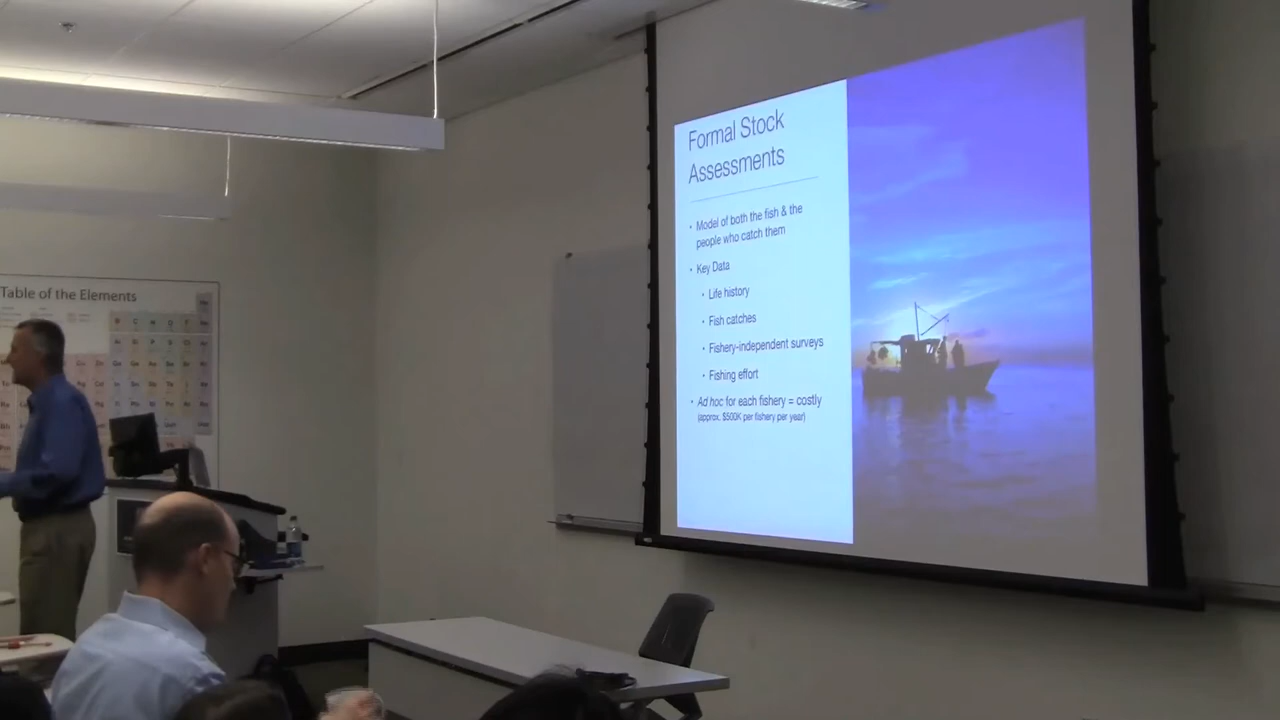 Formal Stock
Assessments
• Model of both the fish & the
people who catch them
• Key Data
• Life history
• Fish catches
• Fishery-independent surveys
• Fishing effort
• Ad hoc for each fishery = costly
(approx. $500K per fishery per year)
Table of the Elements